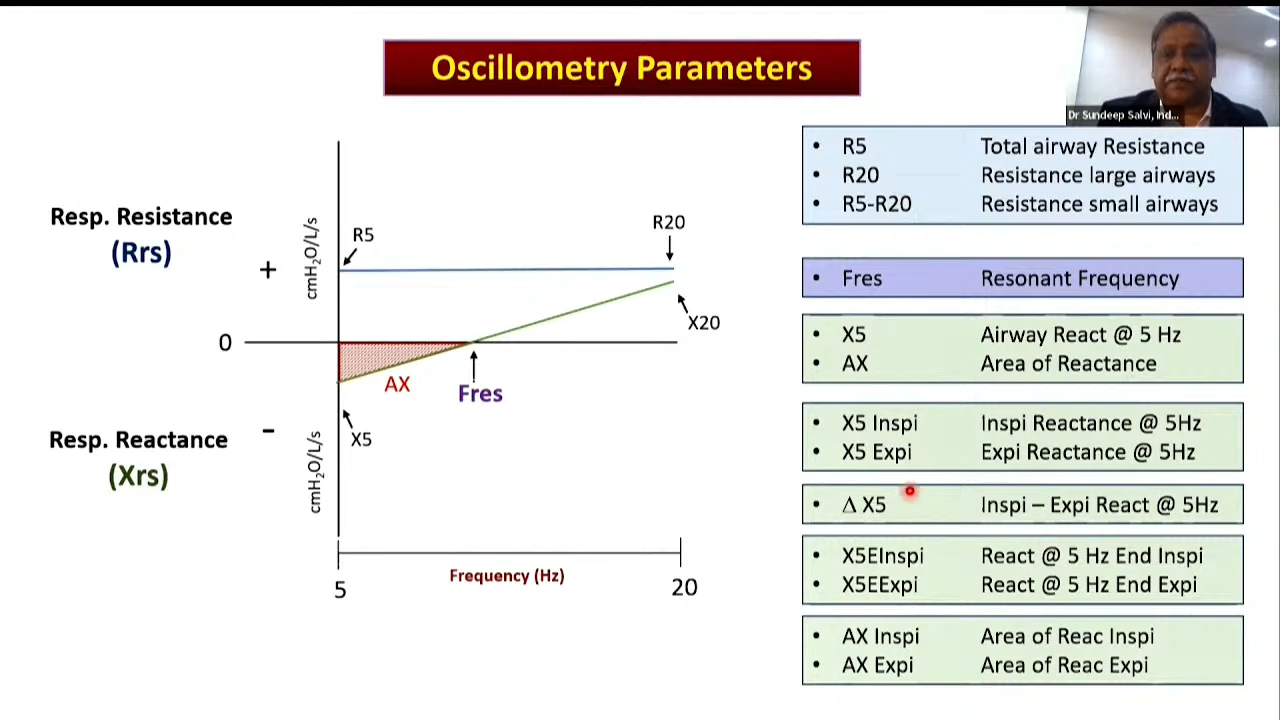 Oscillometry Parameters
Dr Sundeep Salvi, Ind...
Resp. Resistance
(Rrs)
+
cmH₂O/L/s
R5
R20
X20
0
AX
Fres
Resp. Reactance
(Xrs)
-
cmH₂O/L/s
X5
Frequency (Hz)
5
20
• R5 Total airway Resistance
• R20 Resistance large airways
• R5-R20 Resistance small airways
• Fres Resonant Frequency
• X5 Airway React @ 5 Hz
• AX Area of Reactance
• X5 Inspi Inspi Reactance @ 5Hz
• X5 Expi Expi Reactance @ 5Hz
• Δ X5 Inspi – Expi React @ 5Hz
• X5EInspi React @ 5 Hz End Inspi
• X5EExpi React @ 5 Hz End Expi
• AX Inspi Area of Reac Inspi
• AX Expi Area of Reac Expi